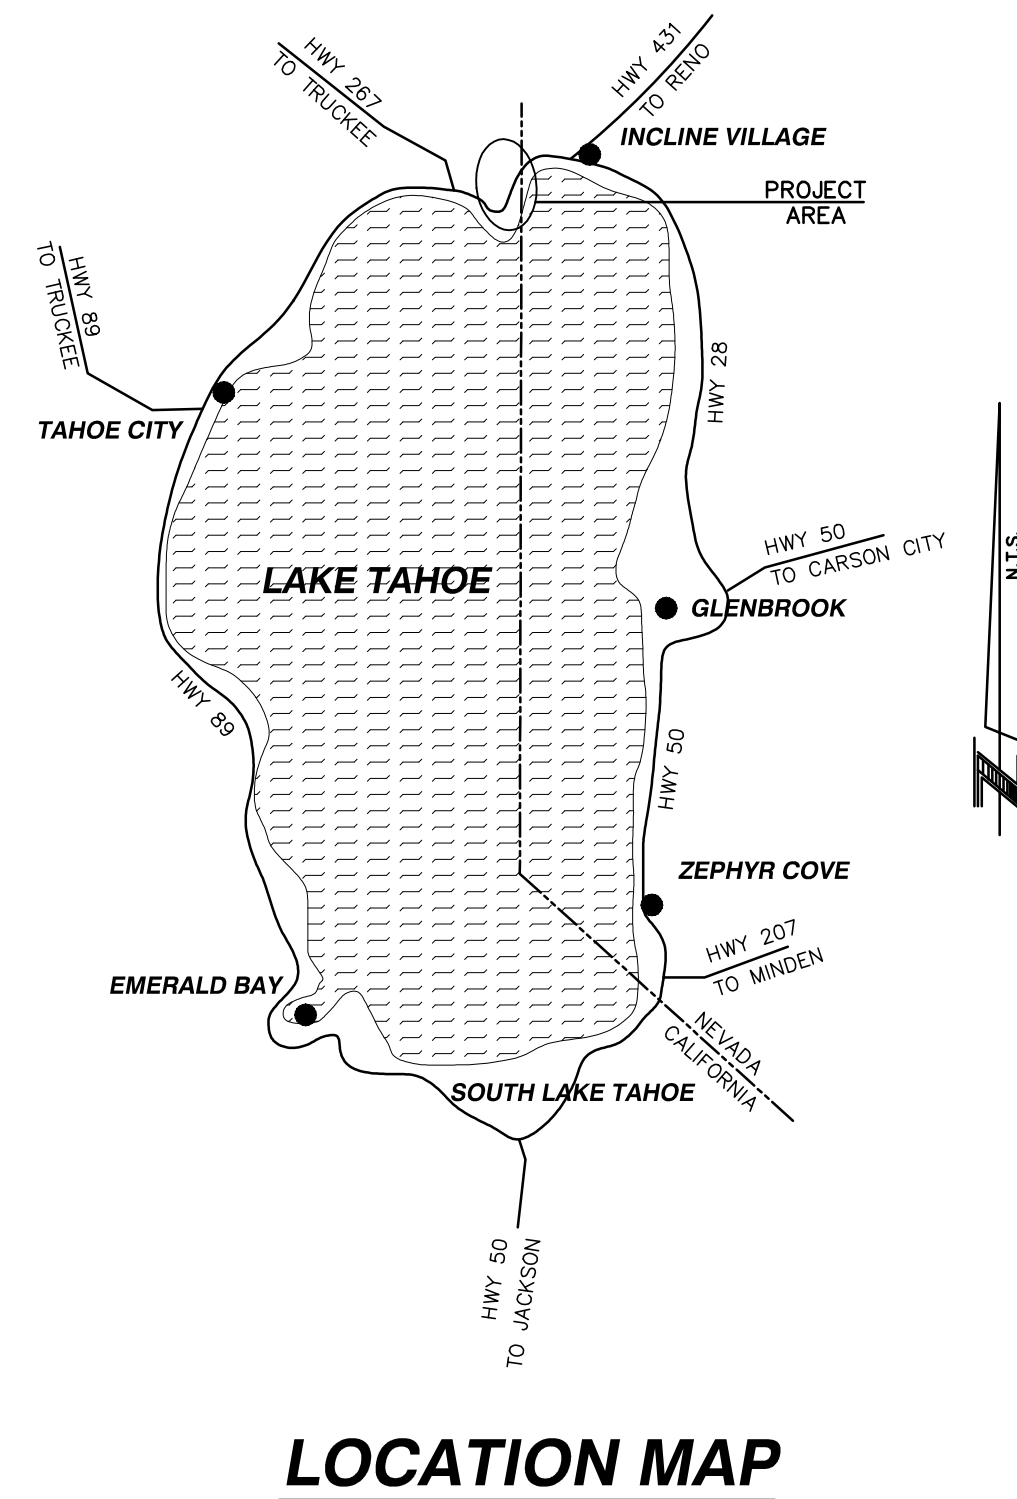 HWY 267
TO TRUCKEE
HWY 431
TO RENO
INCLINE VILLAGE
PROJECT
AREA
HWY 89
TO TRUCKEE
HWY 28
TAHOE CITY
N.T.S.
HWY 50
TO CARSON CITY
LAKE TAHOE
GLENBROOK
HWY 89
HWY 50
ZEPHYR COVE
HWY 207
TO MINDEN
EMERALD BAY
NEVADA
CALIFORNIA
SOUTH LAKE TAHOE
HWY 50
TO JACKSON
LOCATION MAP